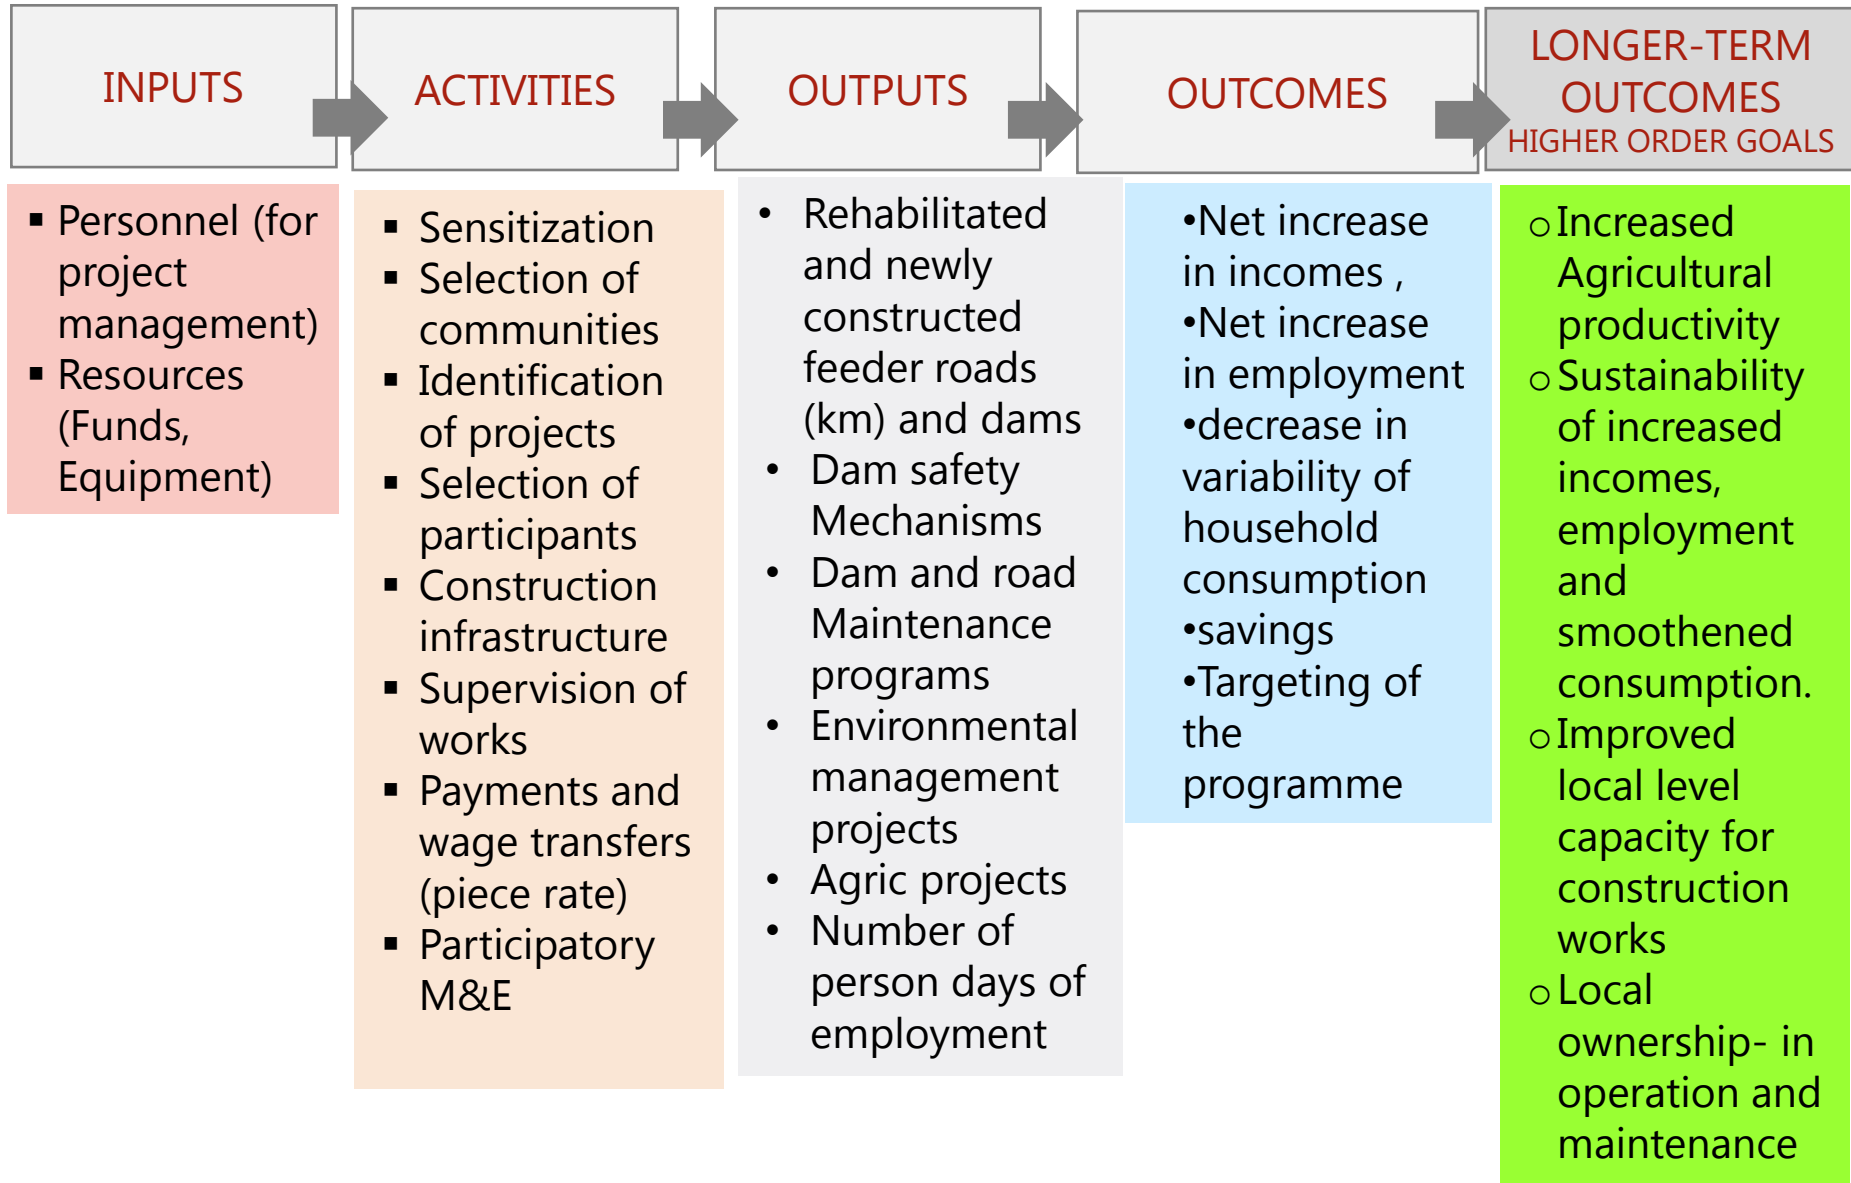 INPUTS
ACTIVITIES
OUTPUTS
OUTCOMES
LONGER-TERM
OUTCOMES
HIGHER ORDER GOALS
▪ Personnel (for
project
management)
▪ Resources
(Funds,
Equipment)
▪ Sensitization
▪ Selection of
communities
▪ Identification
of projects
▪ Selection of
participants
▪ Construction
infrastructure
▪ Supervision of
works
▪ Payments and
wage transfers
(piece rate)
▪ Participatory
M&E
• Rehabilitated
and newly
constructed
feeder roads
(km) and dams
• Dam safety
Mechanisms
• Dam and road
Maintenance
programs
• Environmental
management
projects
• Agric projects
• Number of
person days of
employment
•Net increase
in incomes ,
•Net increase
in employment
•decrease in
variability of
household
consumption
•savings
•Targeting of
the
programme
o Increased
Agricultural
productivity
o Sustainability
of increased
incomes,
employment
and
smoothened
consumption.
o Improved
local level
capacity for
construction
works
o Local
ownership- in
operation and
maintenance